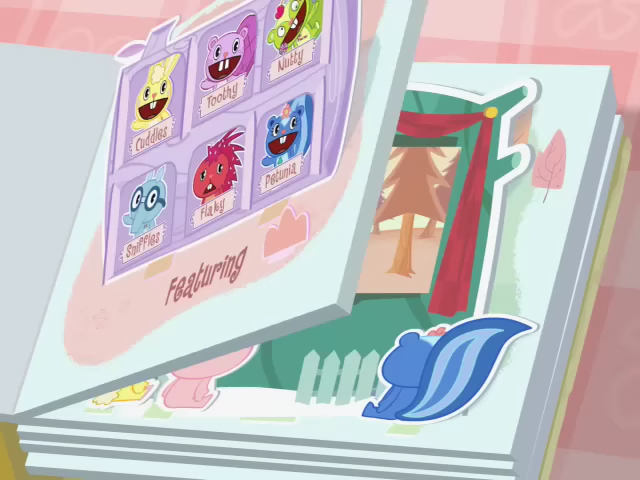 Cuddles
Toothy
Nutty
Sniffles
Flaky
Petunia
Featuring